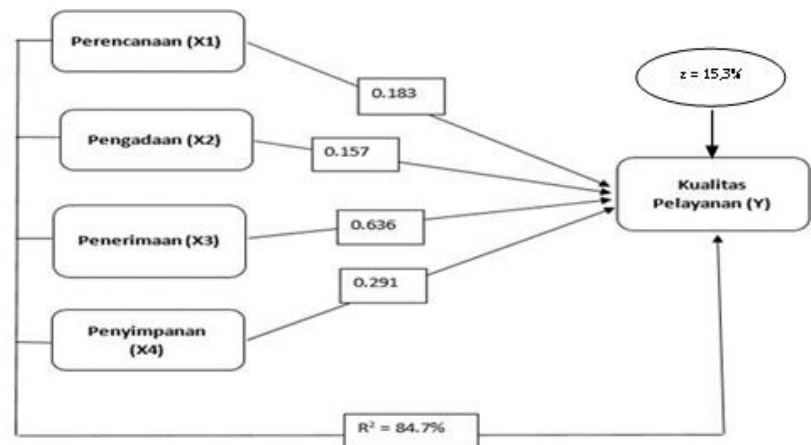 Perencanaan (X1)
0.183
z = 15,3%
Pengadaan (X2)
0.157
Kualitas
Pelayanan (Y)
Penerimaan (X3)
0.636
0.291
Penyimpanan
(X4)
R² = 84.7%